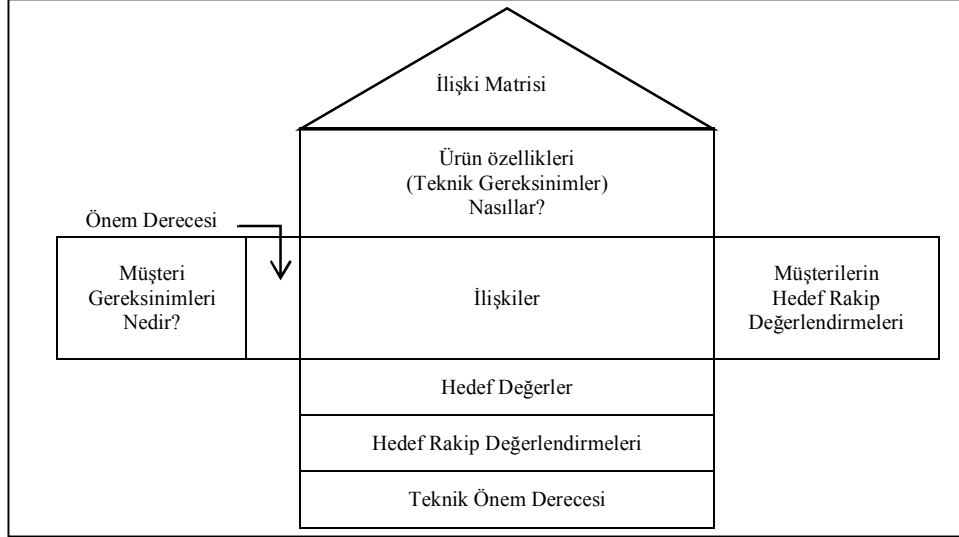 İlişki Matrisi
Ürün özellikleri
(Teknik Gereksinimler)
Nasıllar?
Önem Derecesi
Müşteri
Gereksinimleri
Nedir?
İlişkiler
Müşterilerin
Hedef Rakip
Değerlendirmeleri
Hedef Değerler
Hedef Rakip Değerlendirmeleri
Teknik Önem Derecesi